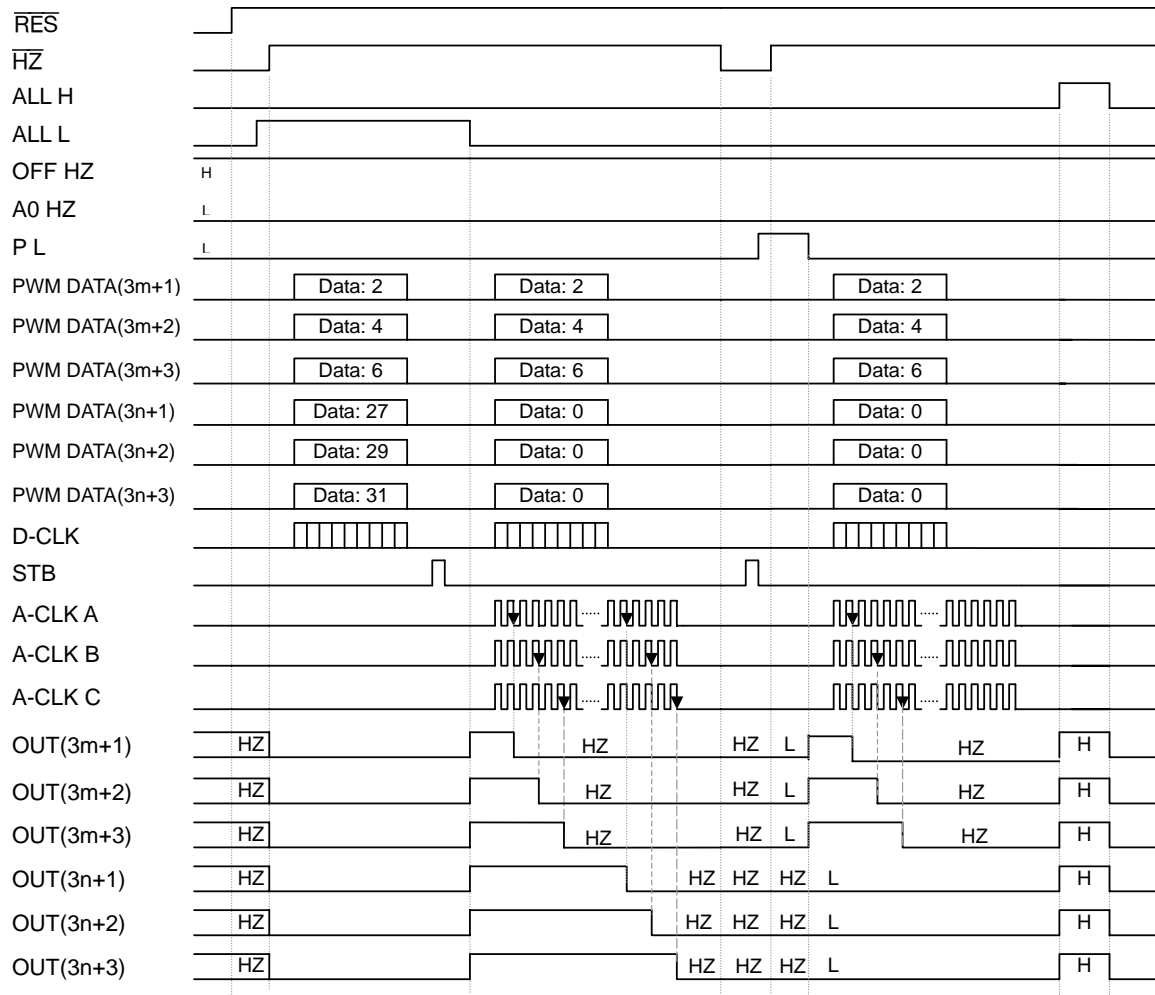 RES
HZ
ALL H
ALL L
OFF HZ H
A0 HZ L
P L L
PWM DATA(3m+1) Data: 2 Data: 2 Data: 2
PWM DATA(3m+2) Data: 4 Data: 4 Data: 4
PWM DATA(3m+3) Data: 6 Data: 6 Data: 6
PWM DATA(3n+1) Data: 27 Data: 0 Data: 0
PWM DATA(3n+2) Data: 29 Data: 0 Data: 0
PWM DATA(3n+3) Data: 31 Data: 0 Data: 0
D-CLK
STB
A-CLK A ..... .....
A-CLK B ..... .....
A-CLK C ..... .....
OUT(3m+1) HZ HZ HZ L HZ H
OUT(3m+2) HZ HZ HZ L HZ H
OUT(3m+3) HZ HZ HZ L HZ H
OUT(3n+1) HZ HZ HZ HZ L H
OUT(3n+2) HZ HZ HZ HZ L H
OUT(3n+3) HZ HZ HZ HZ L H